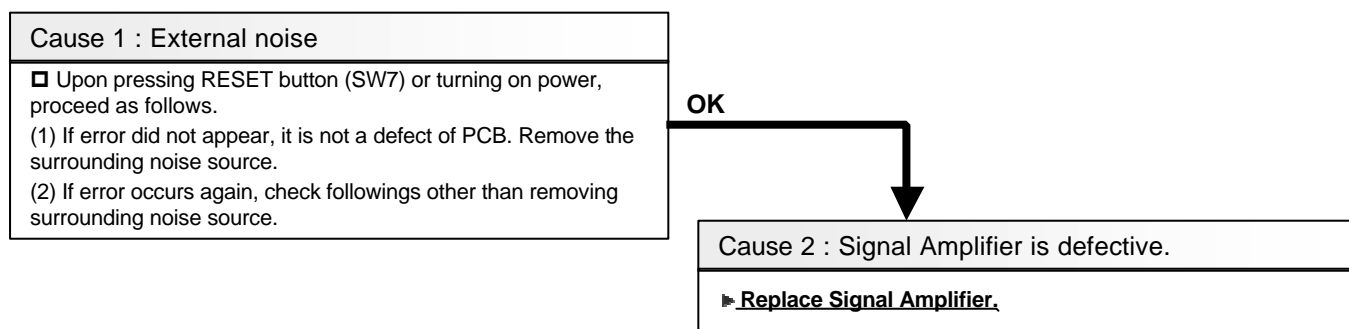 Cause 1 : External noise
Upon pressing RESET button (SW7) or turning on power,
proceed as follows.
(1) If error did not appear, it is not a defect of PCB. Remove the
surrounding noise source.
(2) If error occurs again, check followings other than removing
surrounding noise source.
OK
Cause 2 : Signal Amplifier is defective.
Replace Signal Amplifier.